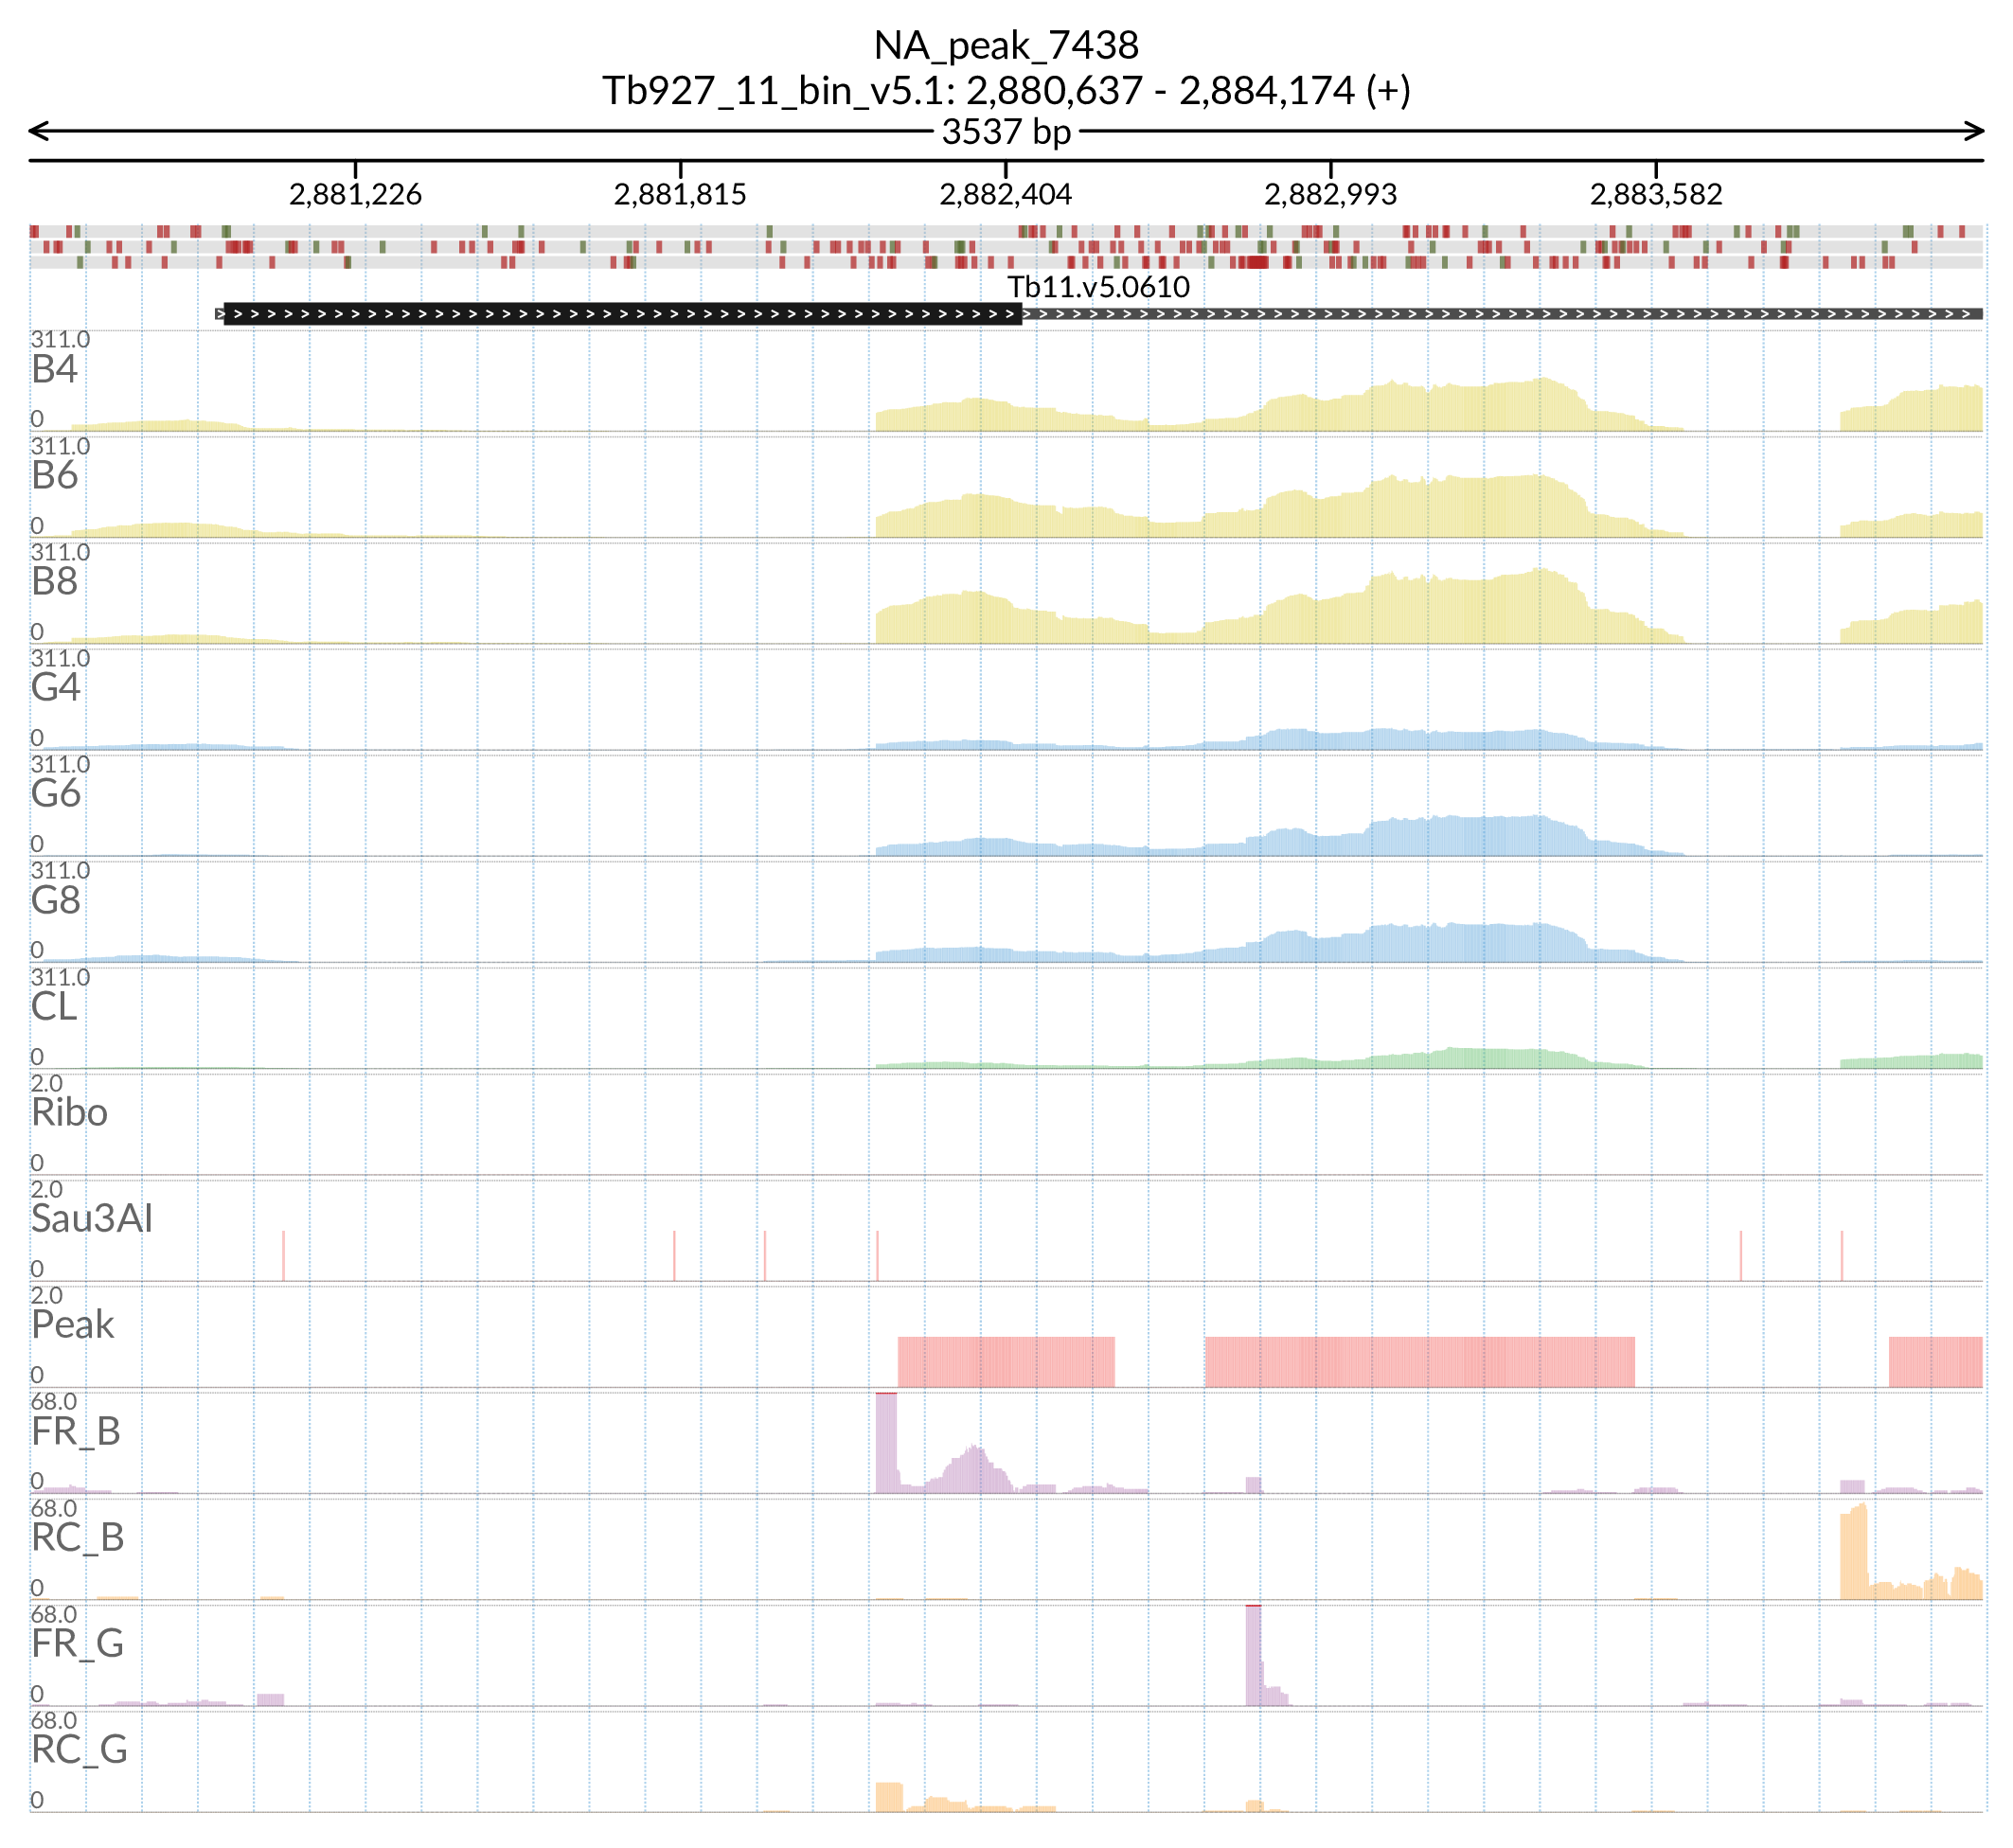 NA_peak_7438
Tb927_11_bin_v5.1: 2,880,637 - 2,884,174 (+)
3537 bp
2,881,226 2,881,815 2,882,404 2,882,993 2,883,582
Tb11.v5.0610
311.0
B4
0
311.0
B6
0
311.0
B8
0
311.0
G4
0
311.0
G6
0
311.0
G8
0
311.0
CL
0
2.0
Ribo
0
2.0
Sau3AI
0
2.0
Peak
0
68.0
FR_B
0
68.0
RC_B
0
68.0
FR_G
0
68.0
RC_G
0